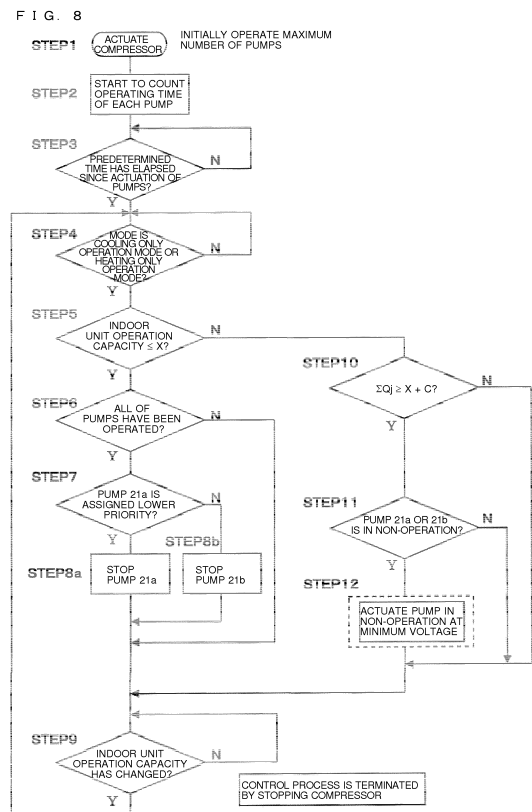 FIG. 8
STEP1
ACTUATE
COMPRESSOR
INITIALLY OPERATE MAXIMUM
NUMBER OF PUMPS
STEP2
START TO COUNT
OPERATING TIME
OF EACH PUMP
STEP3
PREDETERMINED
TIME HAS ELAPSED
SINCE ACTUATION OF
PUMPS?
N
Y
STEP4
MODE IS
COOLING ONLY
OPERATION MODE OR
HEATING ONLY
OPERATION
MODE?
N
Y
STEP5
INDOOR
UNIT OPERATION
CAPACITY ≤ X?
N
Y
STEP10
ΣQj ≥ X + C?
N
Y
STEP6
ALL OF
PUMPS HAVE BEEN
OPERATED?
N
Y
STEP7
PUMP 21a IS
ASSIGNED LOWER
PRIORITY?
N
Y
STEP11
PUMP 21a OR 21b
IS IN NON-OPERATION?
N
Y
STEP8a
STOP
PUMP 21a
STEP8b
STOP
PUMP 21b
STEP12
ACTUATE PUMP IN
NON-OPERATION AT
MINIMUM VOLTAGE
STEP9
INDOOR UNIT
OPERATION CAPACITY
HAS CHANGED?
N
Y
CONTROL PROCESS IS TERMINATED
BY STOPPING COMPRESSOR